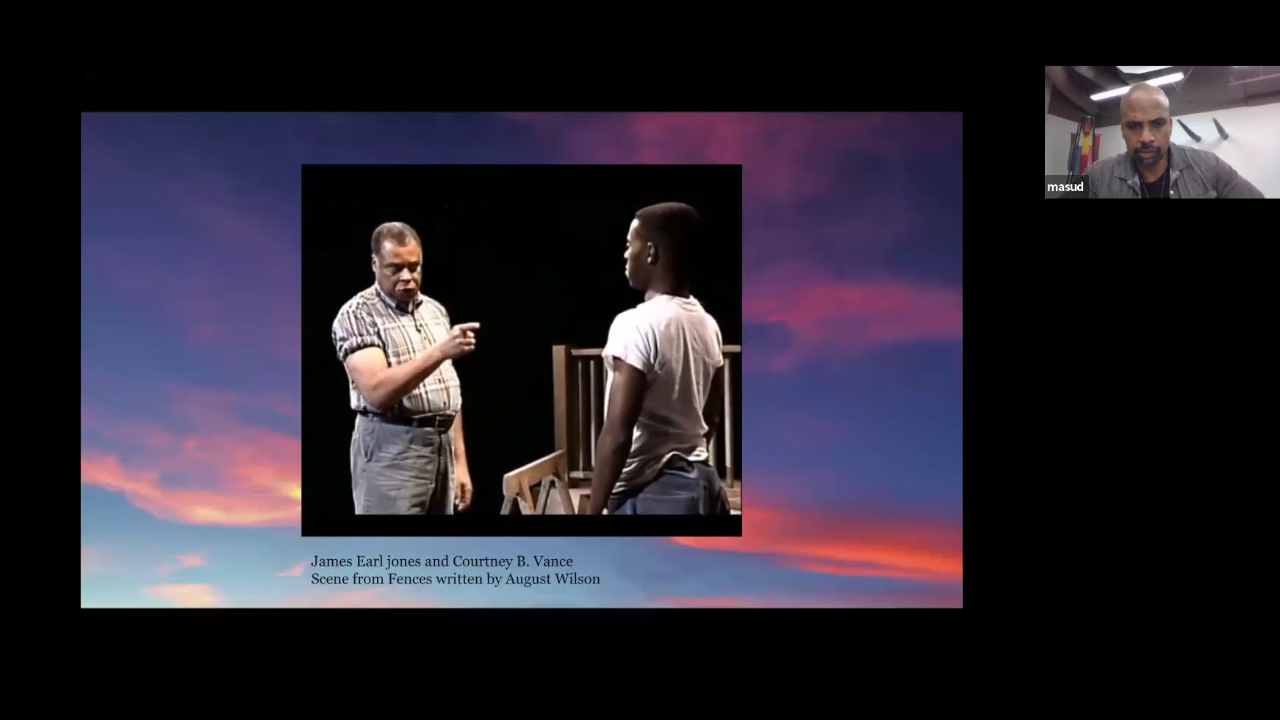 James Earl jones and Courtney B. Vance
Scene from Fences written by August Wilson
masud